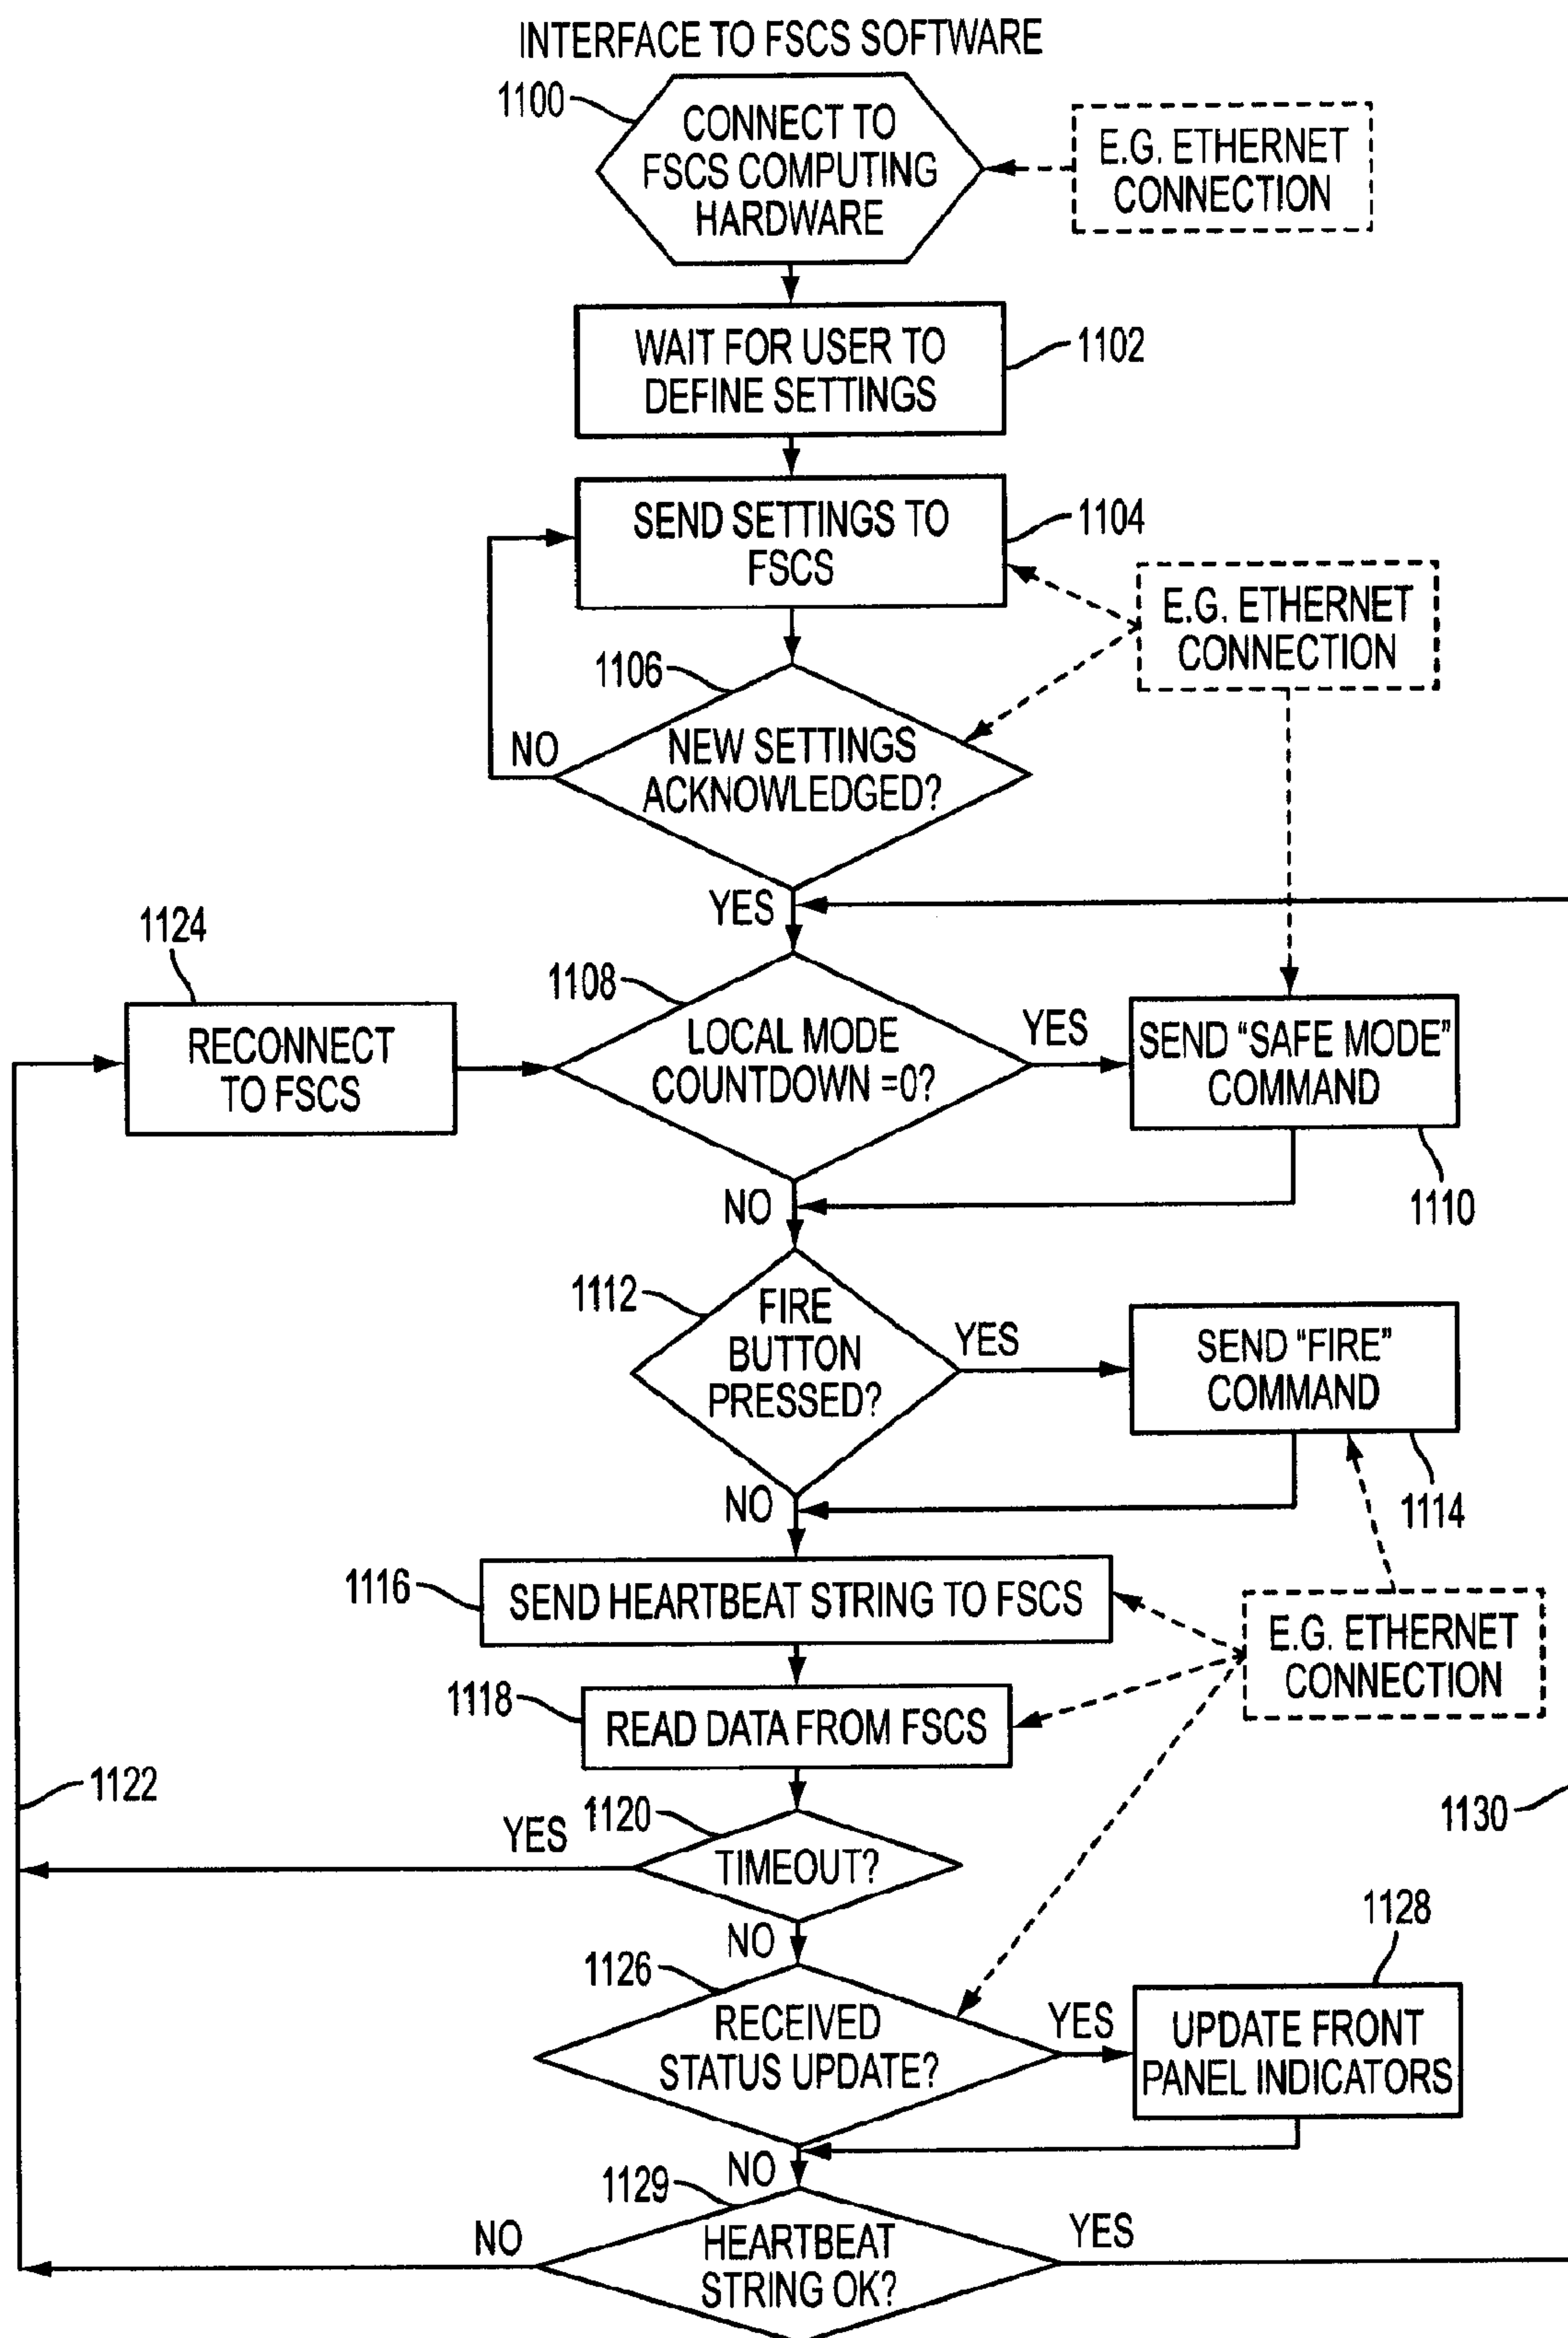 INTERFACE TO FSCS SOFTWARE
1100
CONNECT TO
FSCS COMPUTING
HARDWARE
E.G. ETHERNET
CONNECTION
WAIT FOR USER TO
DEFINE SETTINGS
1102
SEND SETTINGS TO
FSCS
1104
E.G. ETHERNET
CONNECTION
1106
NEW SETTINGS
ACKNOWLEDGED?
NO
YES
1124
RECONNECT
TO FSCS
1108
LOCAL MODE
COUNTDOWN =0?
YES
SEND “SAFE MODE”
COMMAND
1110
NO
1112
FIRE
BUTTON
PRESSED?
YES
SEND “FIRE”
COMMAND
1114
NO
1116
SEND HEARTBEAT STRING TO FSCS
E.G. ETHERNET
CONNECTION
1118
READ DATA FROM FSCS
1122
1130
1120
YES
TIMEOUT?
NO
1126
RECEIVED
STATUS UPDATE?
YES
1128
UPDATE FRONT
PANEL INDICATORS
NO
1129
NO
HEARTBEAT
STRING OK?
YES